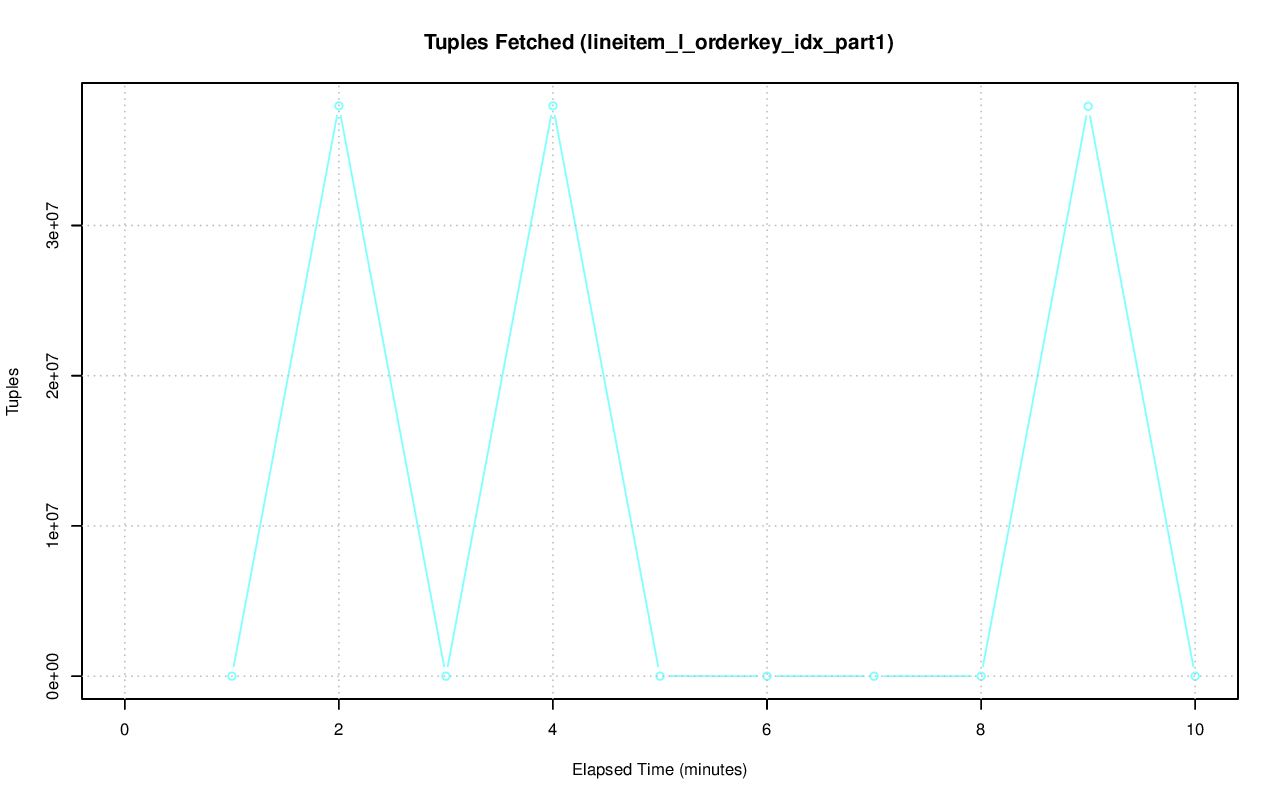 Tuples Fetched (lineitem_l_orderkey_idx_part1)
3e+07
2e+07
1e+07
0e+00
Tuples
0 2 4 6 8 10
Elapsed Time (minutes)